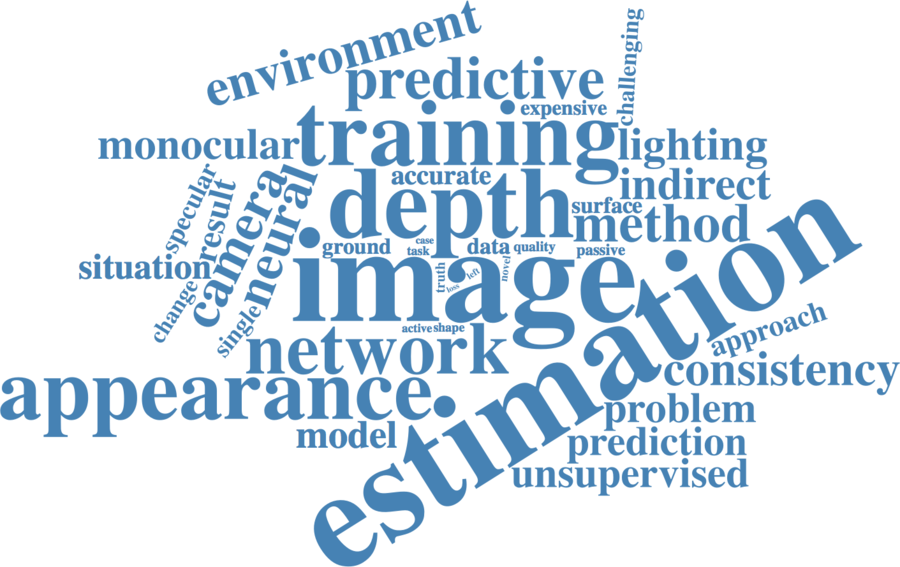 environment
challenging
predictive
expensive
training
monocular
lighting
accurate
indirect
specular
result
camera
neural
depth
surface
method
ground
case
task
data
quality
passive
situation
truth
loss
left
novel
image
change
single
active
shape
estimation
approach
network
consistency
appearance
problem
model
prediction
unsupervised